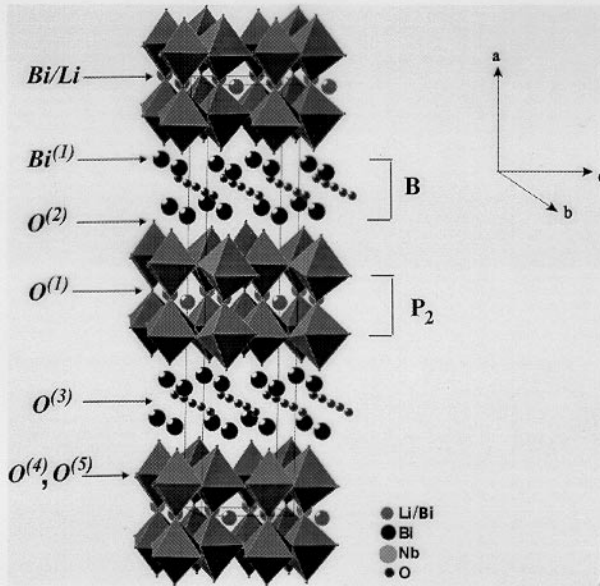 Bi/Li
Bi(1)
O(2)
O(1)
O(3)
O(4), O(5)
B
P2
a
b
c
Li/Bi
Bi
Nb
O